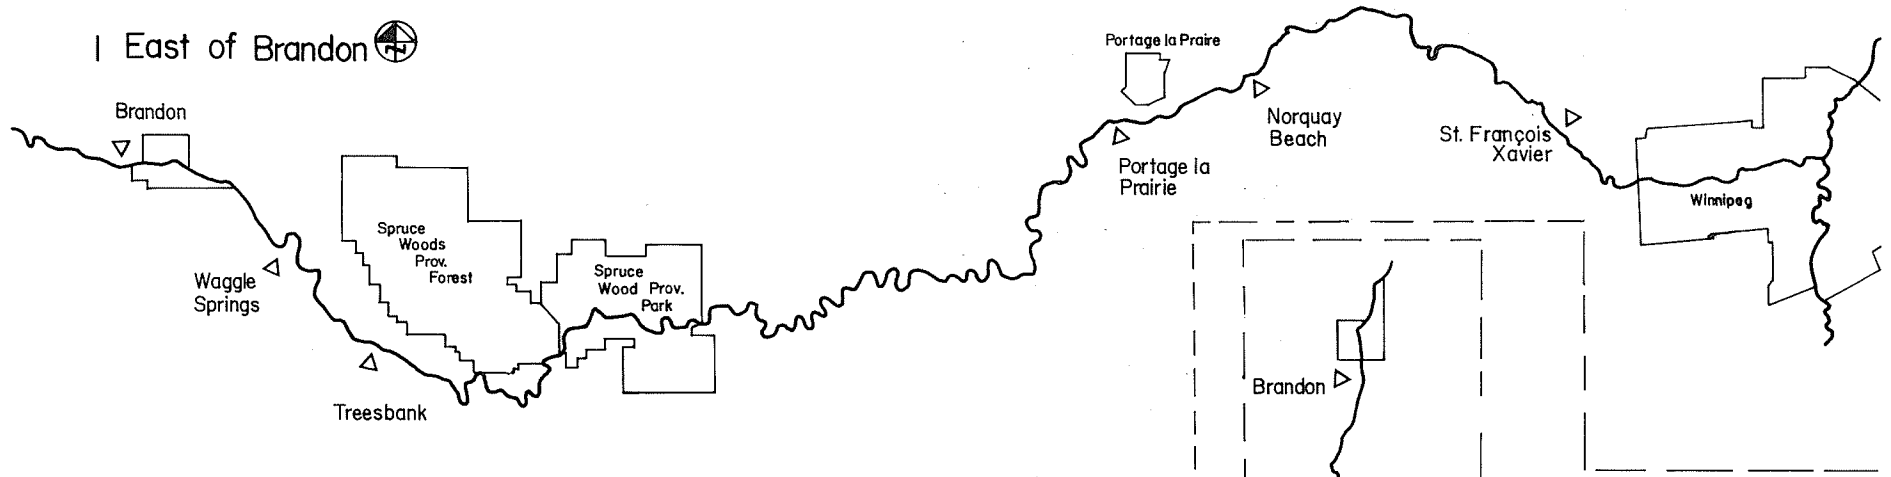 1 East of Brandon
Brandon
Waggle
Springs
Treesbank
Spruce
Woods
Prov.
Forest
Spruce
Wood Prov.
Park
Portage la Praire
Portage la
Prairie
Norquay
Beach
St. François
Xavier
Winnipeg
Brandon